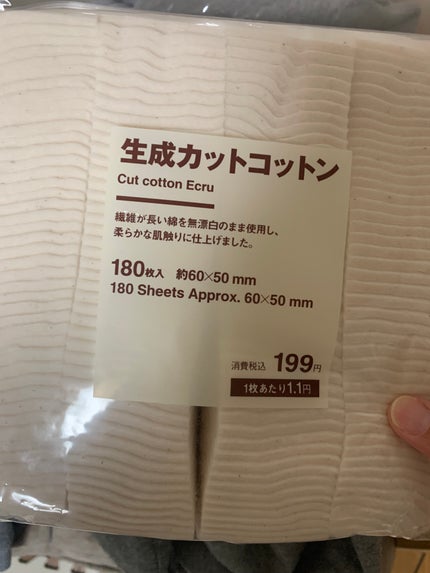 生成カットコットン
Cut cotton Ecru
繊維が長い綿を無漂白のまま使用し、
柔らかな肌触りに仕上げました。
180枚入 約60×50 mm
180 Sheets Approx. 60×50 mm
消費税込 199円
1枚あたり1.1円